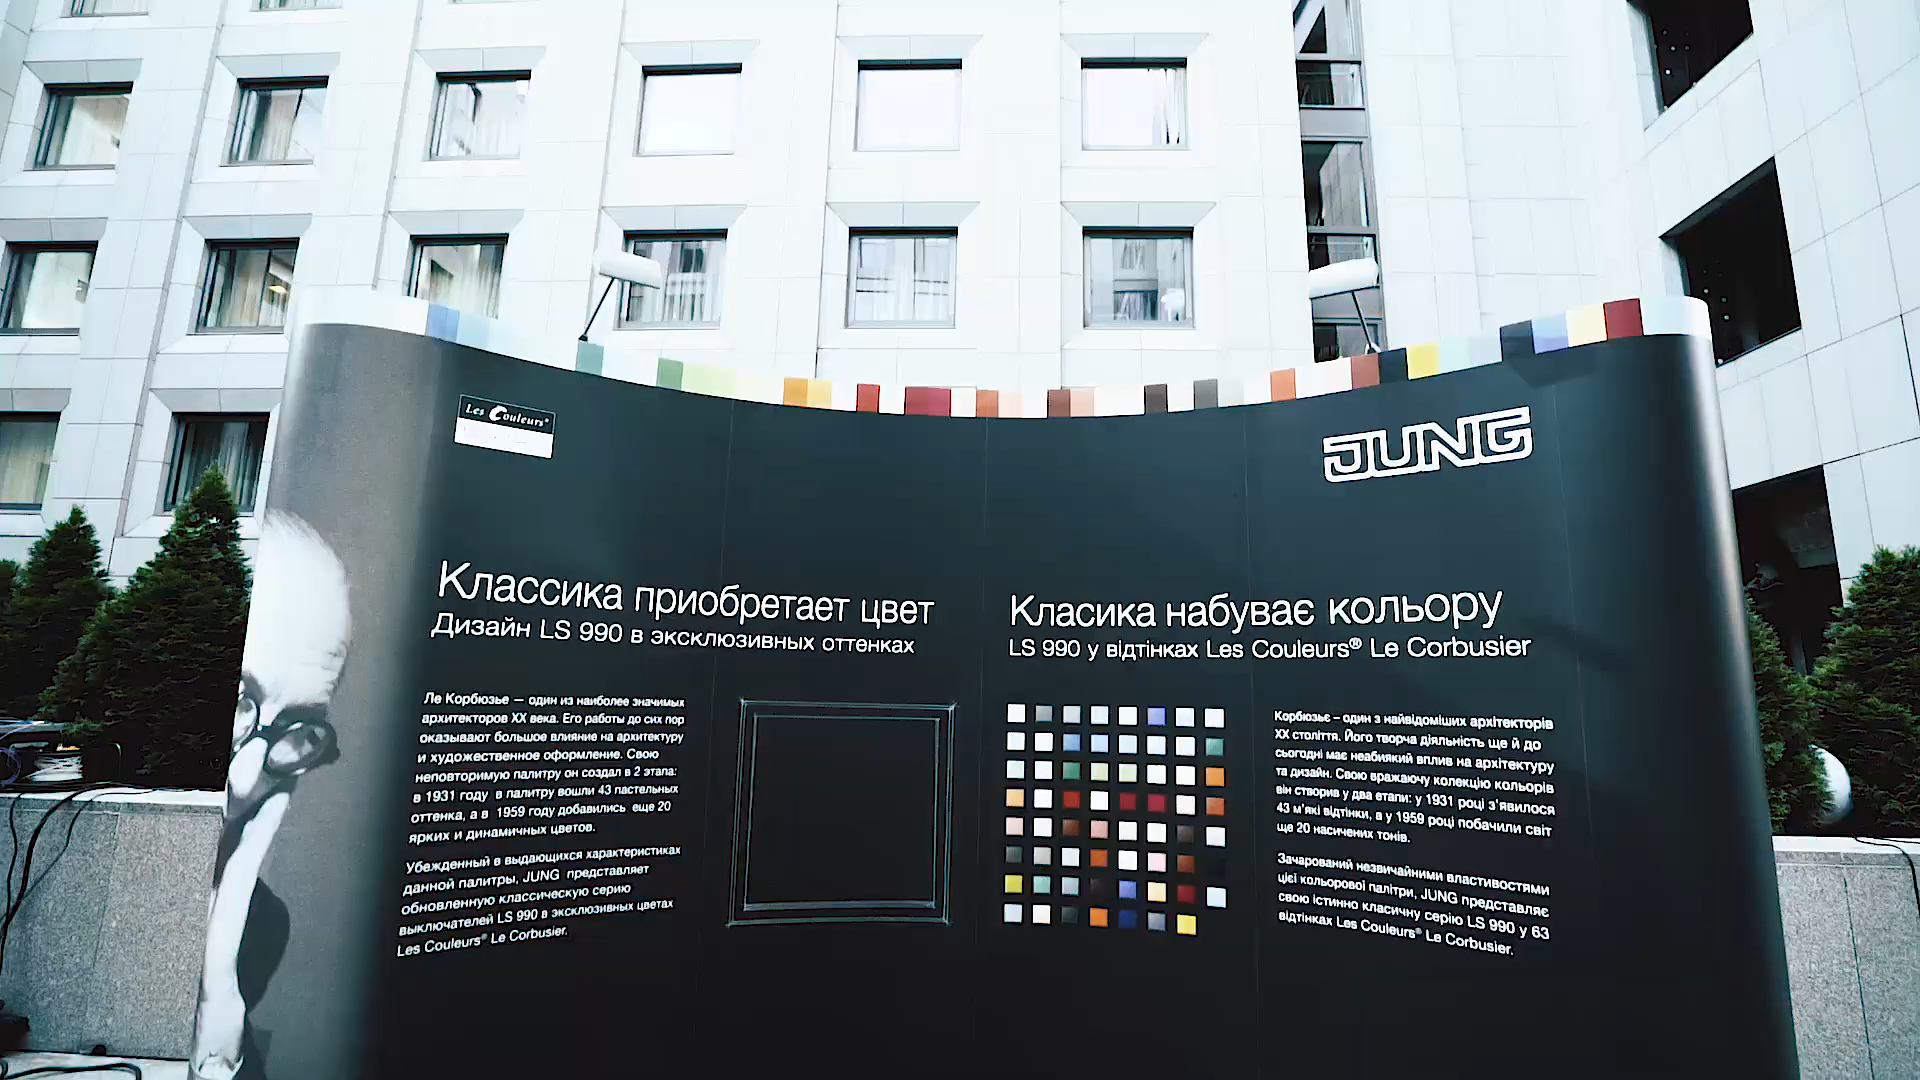 Les Couleurs®
JUNG
Классика приобретает цвет
Дизайн LS 990 в эксклюзивных оттенках
Ле Корбюзье — один из наиболее значимых
архитекторов XX века. Его работы до сих пор
оказывают большое влияние на архитектуру
и художественное оформление. Свою
неповторимую палитру он создал в 2 этапа:
в 1931 году в палитру вошли 43 пастельных
оттенка, а в 1959 году добавились еще 20
ярких и динамичных цветов.
Убежденный в выдающихся характеристиках
данной палитры, JUNG представляет
обновленную классическую серию
выключателей LS 990 в эксклюзивных цветах
Les Couleurs® Le Corbusier.
Класика набуває кольору
LS 990 у відтінках Les Couleurs® Le Corbusier
Корбюзьє – один з найвідоміших архітекторів
XX століття. Його творча діяльність ще й до
сьогодні має неабиякий вплив на архітектуру
та дизайн. Свою вражаючу колекцію кольорів
він створив у два етапи: у 1931 році з'явилося
43 м'які відтінки, а у 1959 році побачили світ
ще 20 насичених тонів.
Зачарований незвичайними властивостями
цієї кольорової палітри, JUNG представляє
свою істинно класичну серію LS 990 у 63
відтінках Les Couleurs® Le Corbusier.